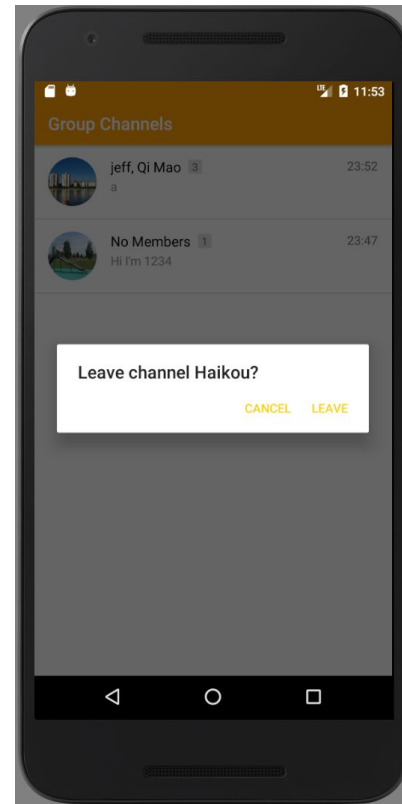 LTE 11:53
Group Channels
jeff, Qi Mao 3 23:52
a
No Members 1 23:47
Hi I'm 1234
Leave channel Haikou?
CANCEL LEAVE